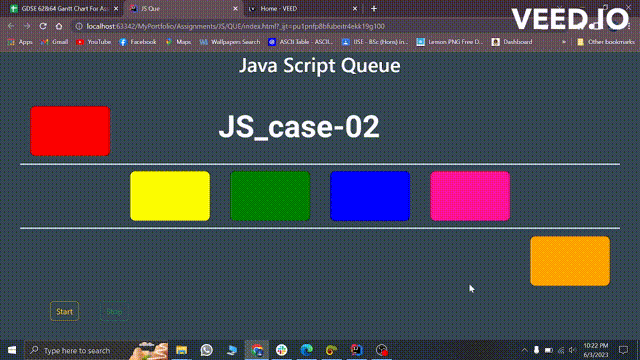 GDSE 62&64 Gantt Chart For Ass
JS Que
Home - VEED
VEED.IO
localhost:63342/MyPortfolio/Assignments/JS/QUE/index.html?_ijt=pu1pnfp8bfubeitr4ekk19g100
Gmail
YouTube
Facebook
Maps
Wallpapers Search
ASCII Table - ASCII...
IJSE - BSc (Hons) in...
Lemon PNG Free D...
Dashboard
Other bookmarks
Java Script Queue
JS_case-02
Start
Stop
Type here to search
10:22 PM
6/3/2023